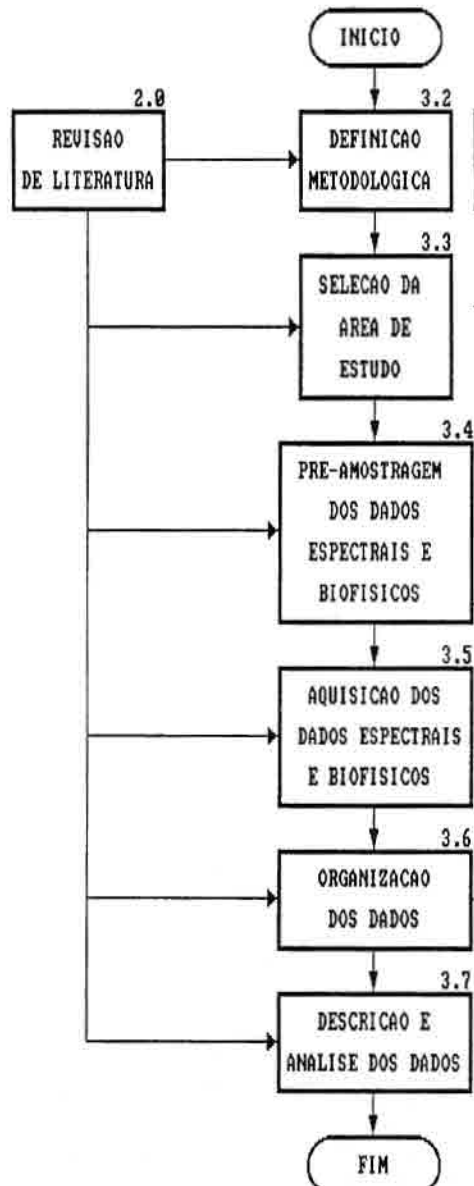 INICIO
2.0
REVISAO
DE LITERATURA
3.2
DEFINICAO
METODOLOGICA
3.3
SELECAO DA
AREA DE
ESTUDO
3.4
PRE-AMOSTRAGEM
DOS DADOS
ESPECTRAIS E
BIOFISICOS
3.5
AQUISICAO DOS
DADOS ESPECTRAIS
E BIOFISICOS
3.6
ORGANIZACAO
DOS DADOS
3.7
DESCRICAO E
ANALISE DOS DADOS
FIM